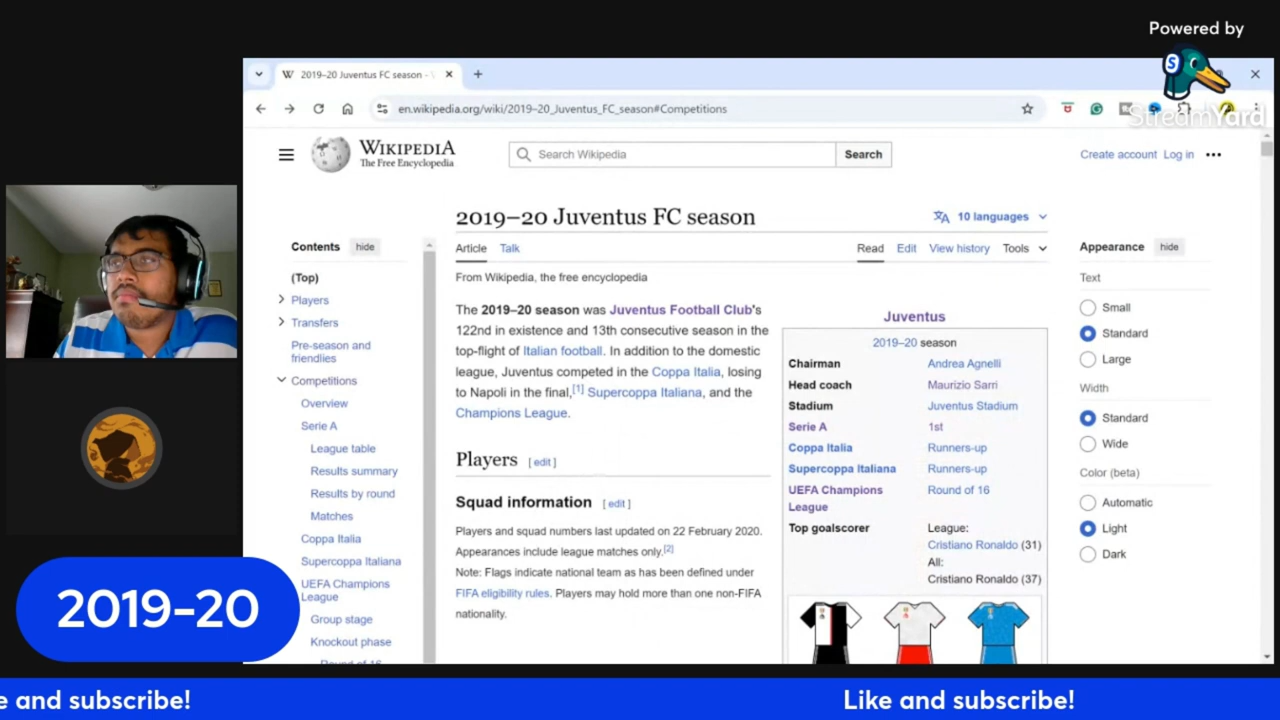 Powered by
StreamYard
2019–20 Juventus FC season -
en.wikipedia.org/wiki/2019–20_Juventus_FC_season#Competitions
WIKIPEDIA
The Free Encyclopedia
Search Wikipedia
Search
Create account Log in
2019–20 Juventus FC season
10 languages
Article Talk
Read Edit View history Tools
From Wikipedia, the free encyclopedia
Contents hide
(Top)
Players
Transfers
Pre-season and
friendlies
Competitions
Overview
Serie A
League table
Results summary
Results by round
Matches
Coppa Italia
Supercoppa Italiana
UEFA Champions
League
Group stage
Knockout phase
Round of 16
The 2019–20 season was Juventus Football Club's
122nd in existence and 13th consecutive season in the
top-flight of Italian football. In addition to the domestic
league, Juventus competed in the Coppa Italia, losing
to Napoli in the final,[1] Supercoppa Italiana, and the
Champions League.
Players [ edit ]
Squad information [ edit ]
Players and squad numbers last updated on 22 February 2020.
Appearances include league matches only.[2]
Note: Flags indicate national team as has been defined under
FIFA eligibility rules. Players may hold more than one non-FIFA
nationality.
Juventus
2019–20 season
Chairman Andrea Agnelli
Head coach Maurizio Sarri
Stadium Juventus Stadium
Serie A 1st
Coppa Italia Runners-up
Supercoppa Italiana Runners-up
UEFA Champions Round of 16
League
Top goalscorer League:
Cristiano Ronaldo (31)
All:
Cristiano Ronaldo (37)
Appearance hide
Text
Small
Standard
Large
Width
Standard
Wide
Color (beta)
Automatic
Light
Dark
2019-20
e and subscribe!
Like and subscribe!